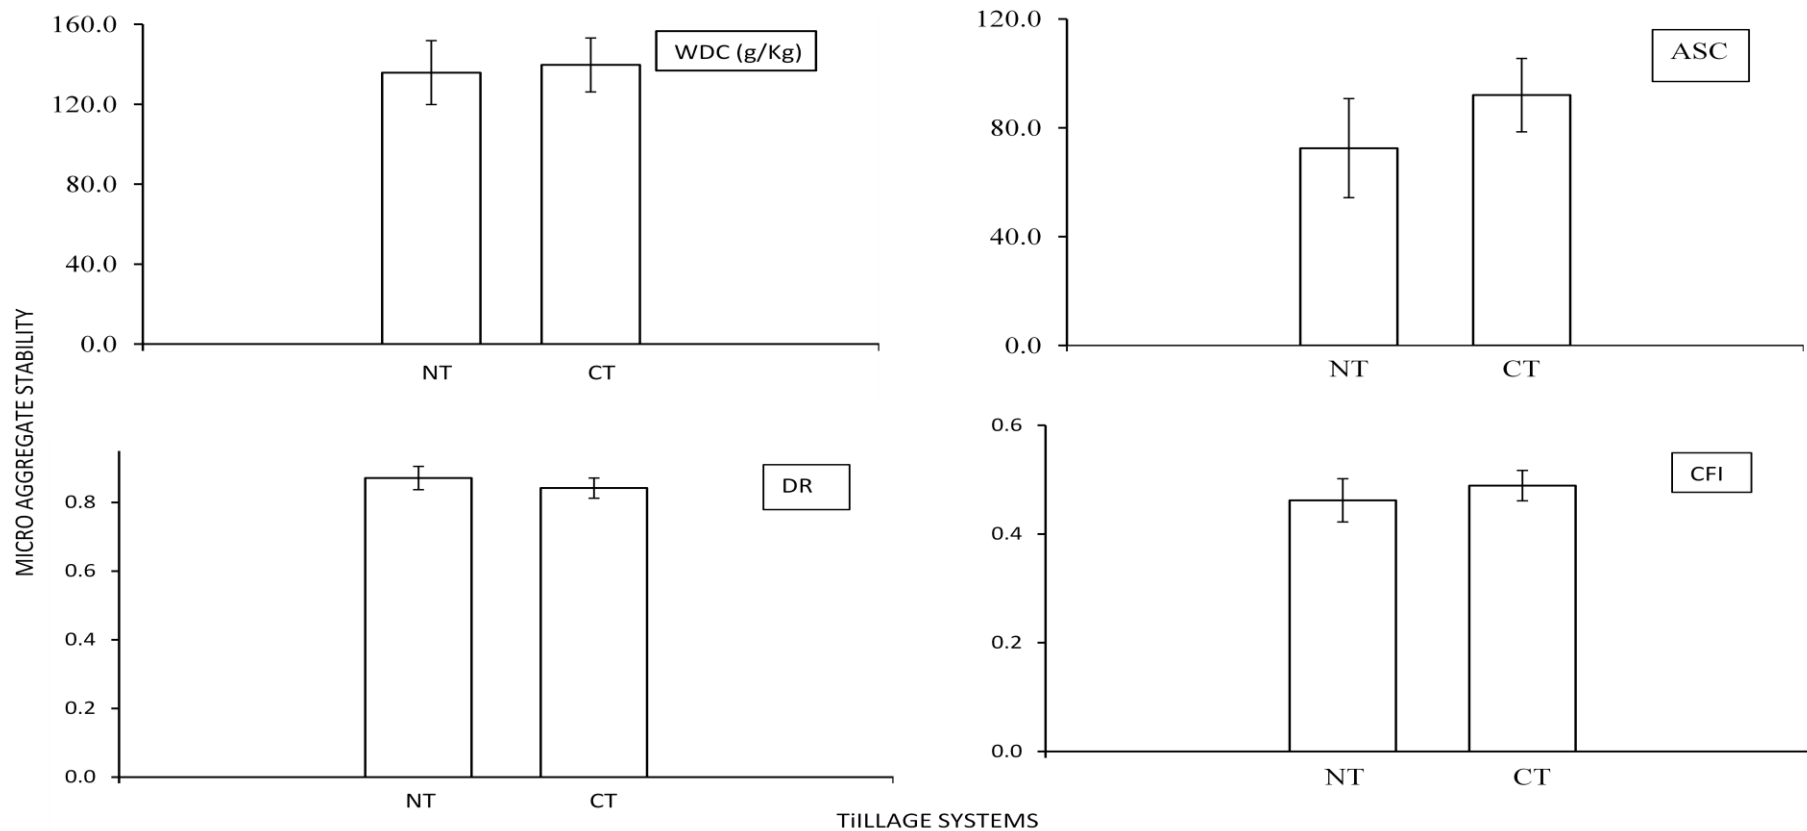 160.0
120.0
80.0
40.0
0.0
WDC (g/Kg)
NT CT
120.0
80.0
40.0
0.0
ASC
NT CT
MICRO AGGREGATE STABILITY
0.8
0.6
0.4
0.2
0.0
DR
NT CT
0.6
0.4
0.2
0.0
CFI
NT CT
TiILLAGE SYSTEMS